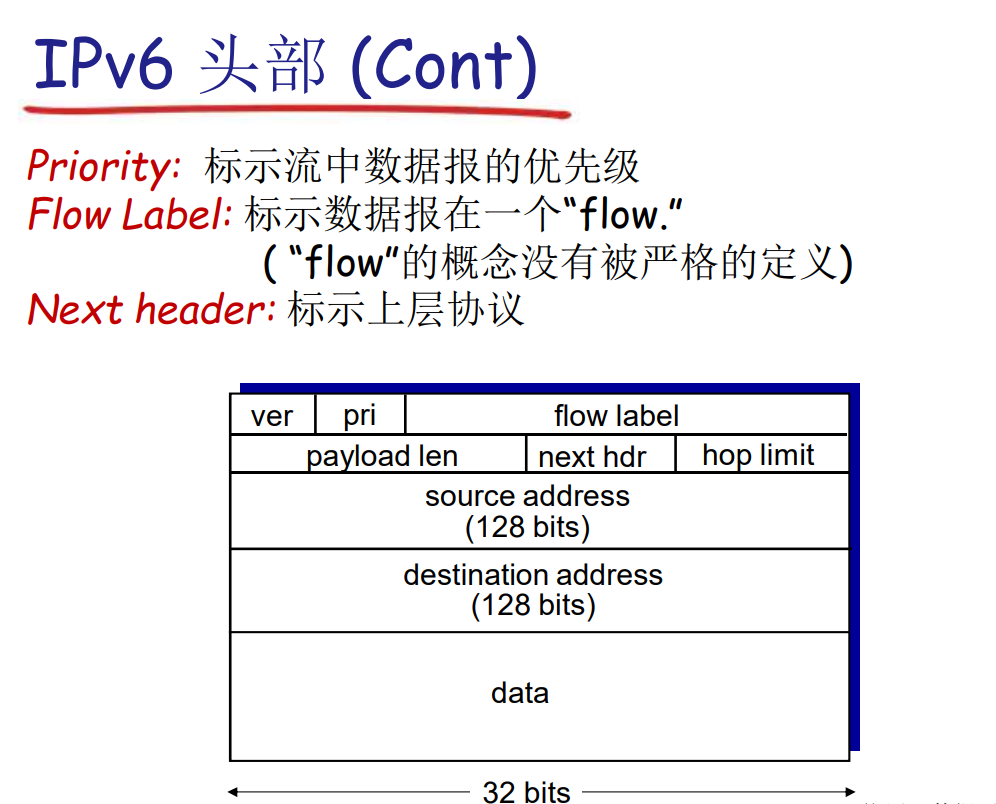 IPv6 头部 (Cont)
Priority: 标示流中数据报的优先级
Flow Label: 标示数据报在一个“flow.”
( “flow”的概念没有被严格的定义)
Next header: 标示上层协议
ver pri flow label
payload len next hdr hop limit
source address
(128 bits)
destination address
(128 bits)
data
32 bits